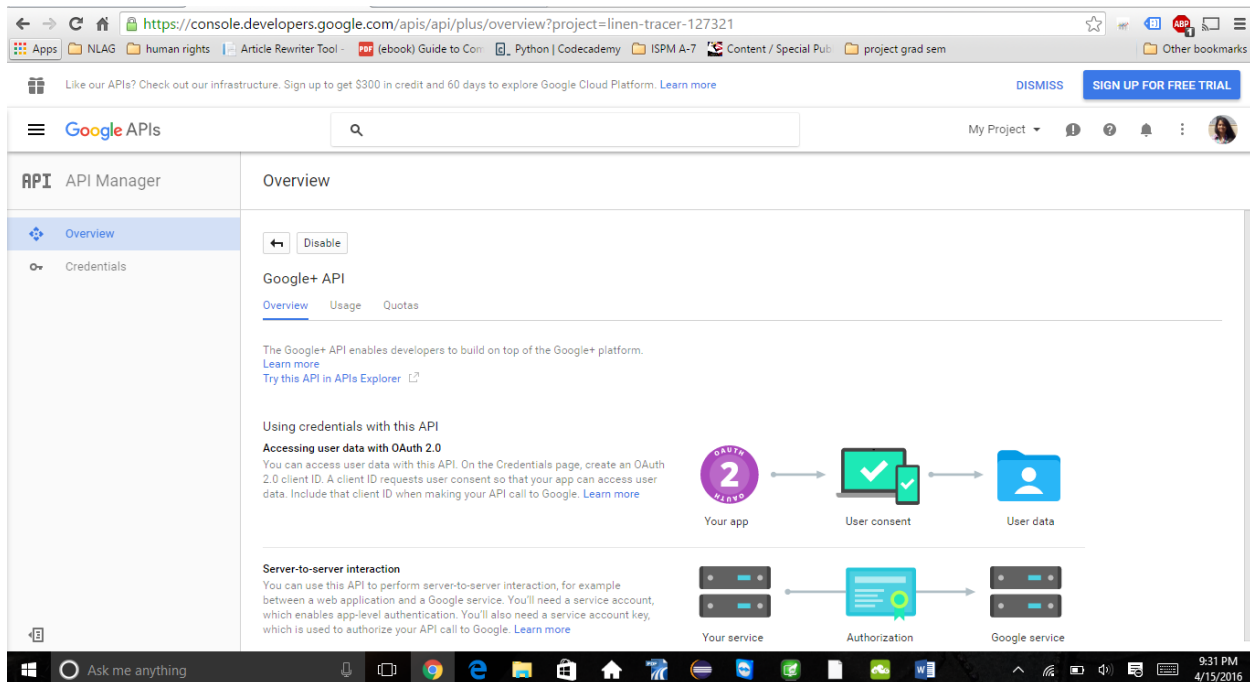 https://console.developers.google.com/apis/api/plus/overview?project=linen-tracer-127321
ABP
1
Apps NLAG human rights Article Rewriter Tool - PDF (ebook) Guide to Com Python | Codecademy ISPM A-7 Content / Special Pub project grad sem Other bookmarks
Like our APIs? Check out our infrastructure. Sign up to get $300 in credit and 60 days to explore Google Cloud Platform. Learn more DISMISS SIGN UP FOR FREE TRIAL
Google APIs My Project
API API Manager Overview
Overview
Disable
Credentials
Google+ API
Overview Usage Quotas
The Google+ API enables developers to build on top of the Google+ platform.
Learn more
Try this API in APIs Explorer
Using credentials with this API
Accessing user data with OAuth 2.0
You can access user data with this API. On the Credentials page, create an OAuth
2.0 client ID. A client ID requests user consent so that your app can access user
data. Include that client ID when making your API call to Google. Learn more
OAUTH
2
OAUTH
Your app User consent User data
Server-to-server interaction
You can use this API to perform server-to-server interaction, for example
between a web application and a Google service. You'll need a service account,
which enables app-level authentication. You'll also need a service account key,
which is used to authorize your API call to Google. Learn more
Your service Authorization Google service
Ask me anything
9:31 PM
4/15/2016